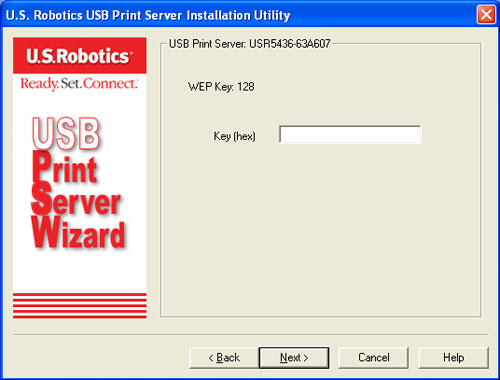 U.S. Robotics USB Print Server Installation Utility
U.S.Robotics®
Ready. Set. Connect.
USB
Print
Server
Wizard
USB Print Server: USR5436-63A607
WEP Key: 128
Key (hex)
< Back
Next >
Cancel
Help